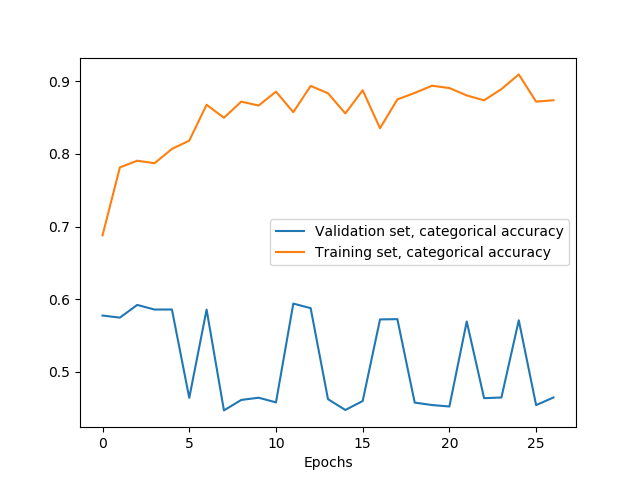 0.9
0.8
0.7
Validation set, categorical accuracy
Training set, categorical accuracy
0.6
0.5
0 5 10 15 20 25
Epochs